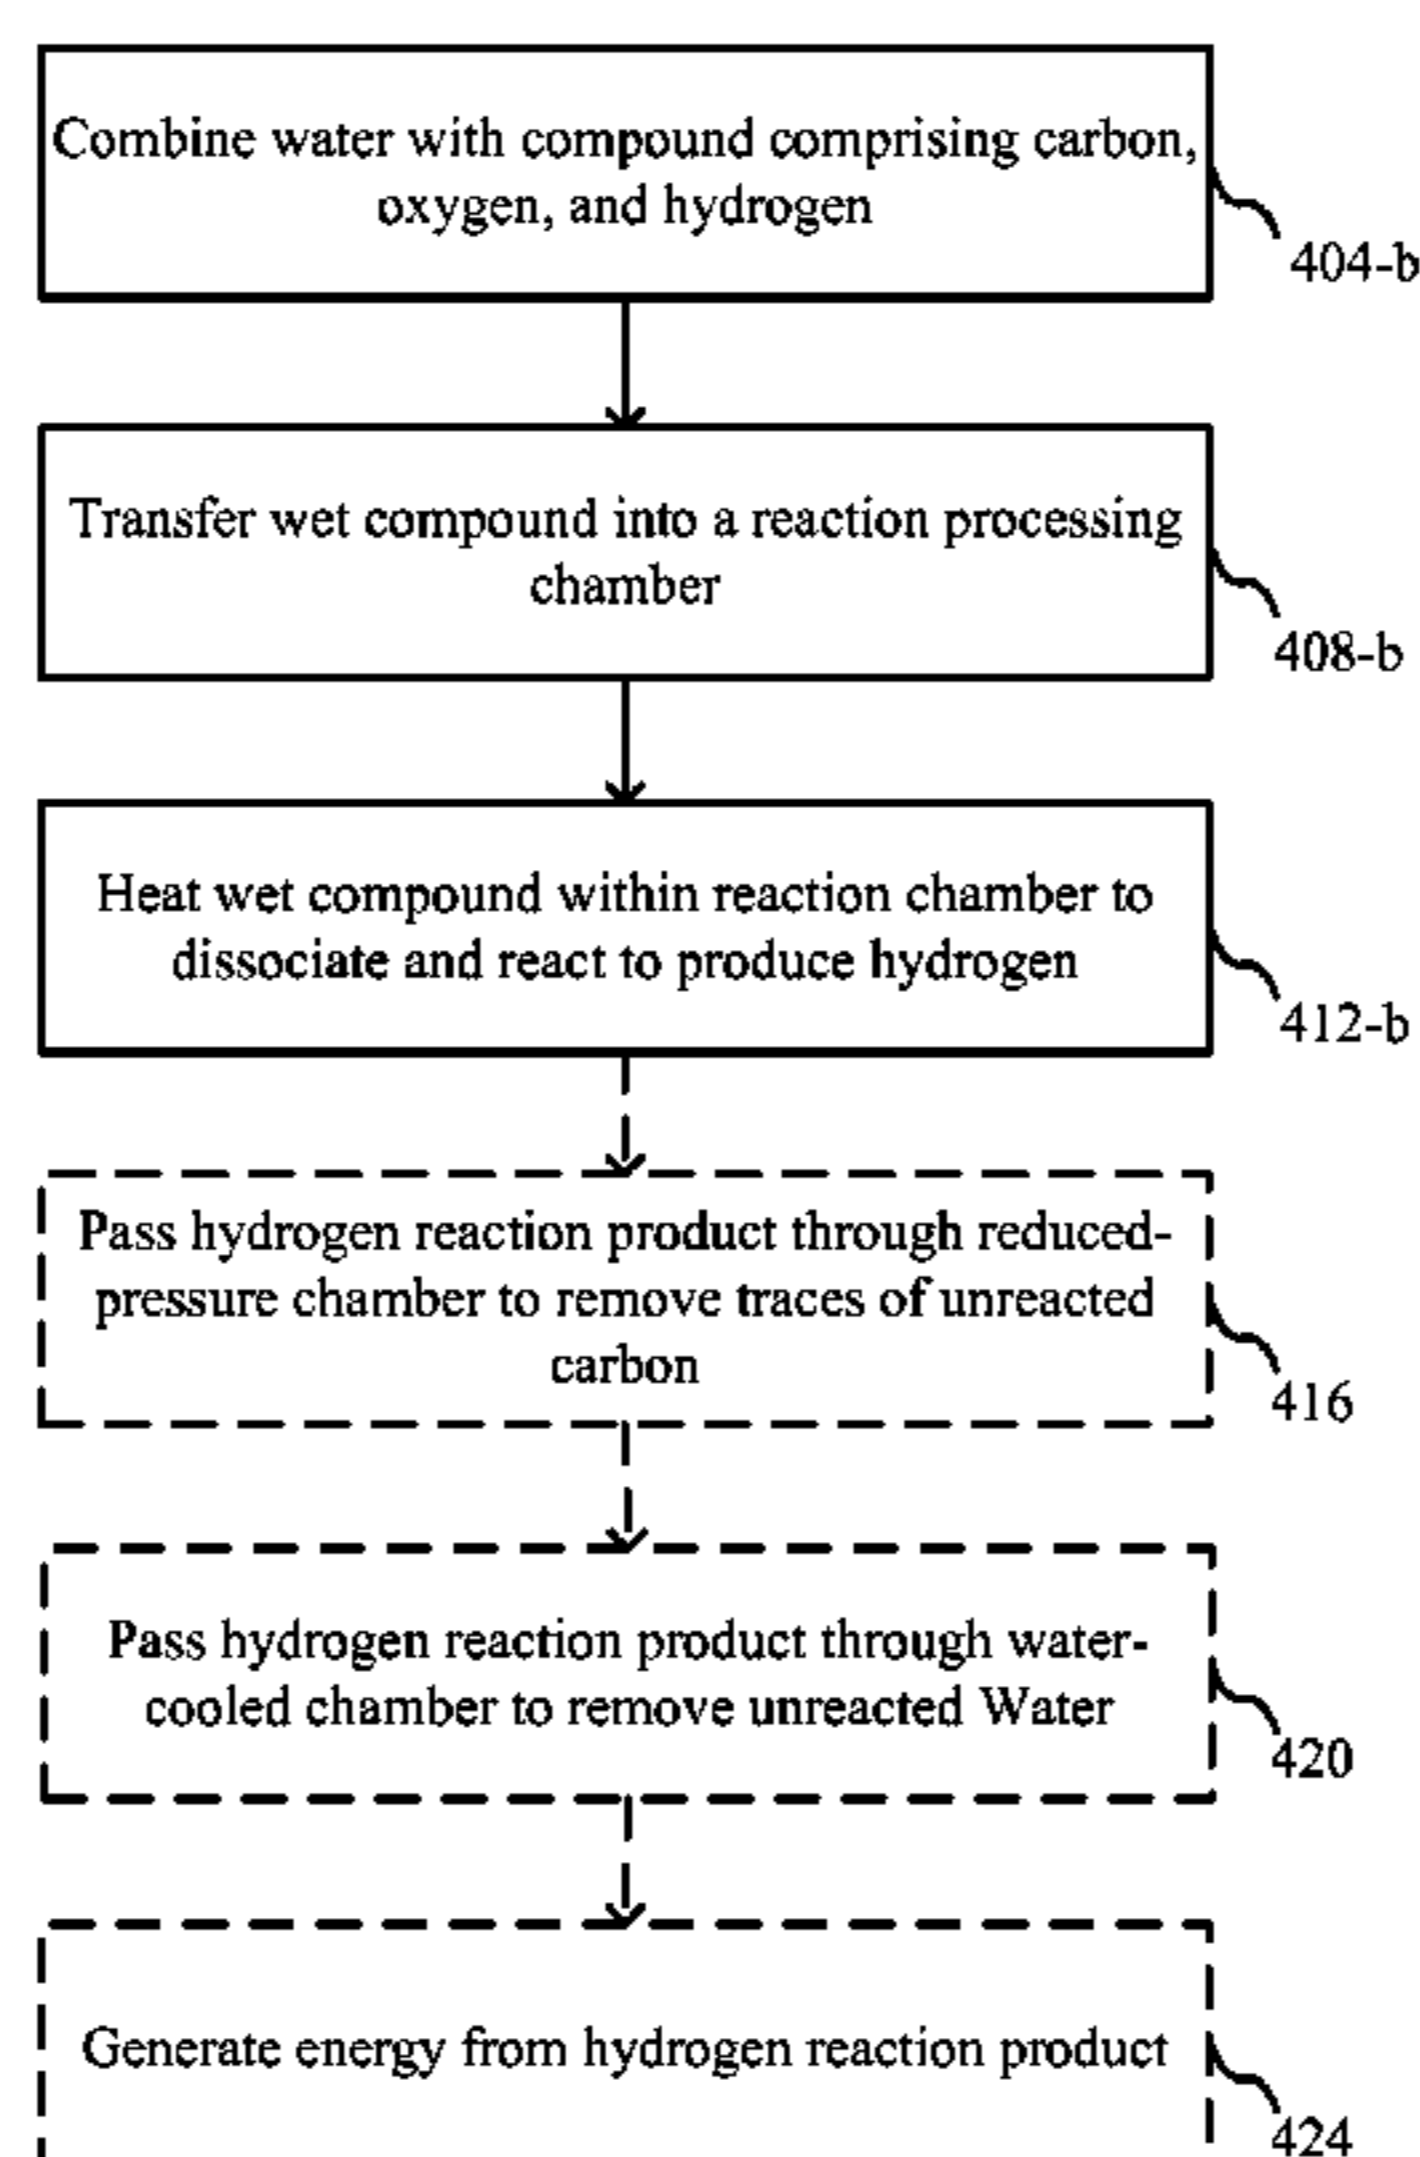 Combine water with compound comprising carbon,
oxygen, and hydrogen
404-b
Transfer wet compound into a reaction processing
chamber
408-b
Heat wet compound within reaction chamber to
dissociate and react to produce hydrogen
412-b
Pass hydrogen reaction product through reduced-
pressure chamber to remove traces of unreacted
carbon
416
Pass hydrogen reaction product through water-
cooled chamber to remove unreacted Water
420
Generate energy from hydrogen reaction product
424